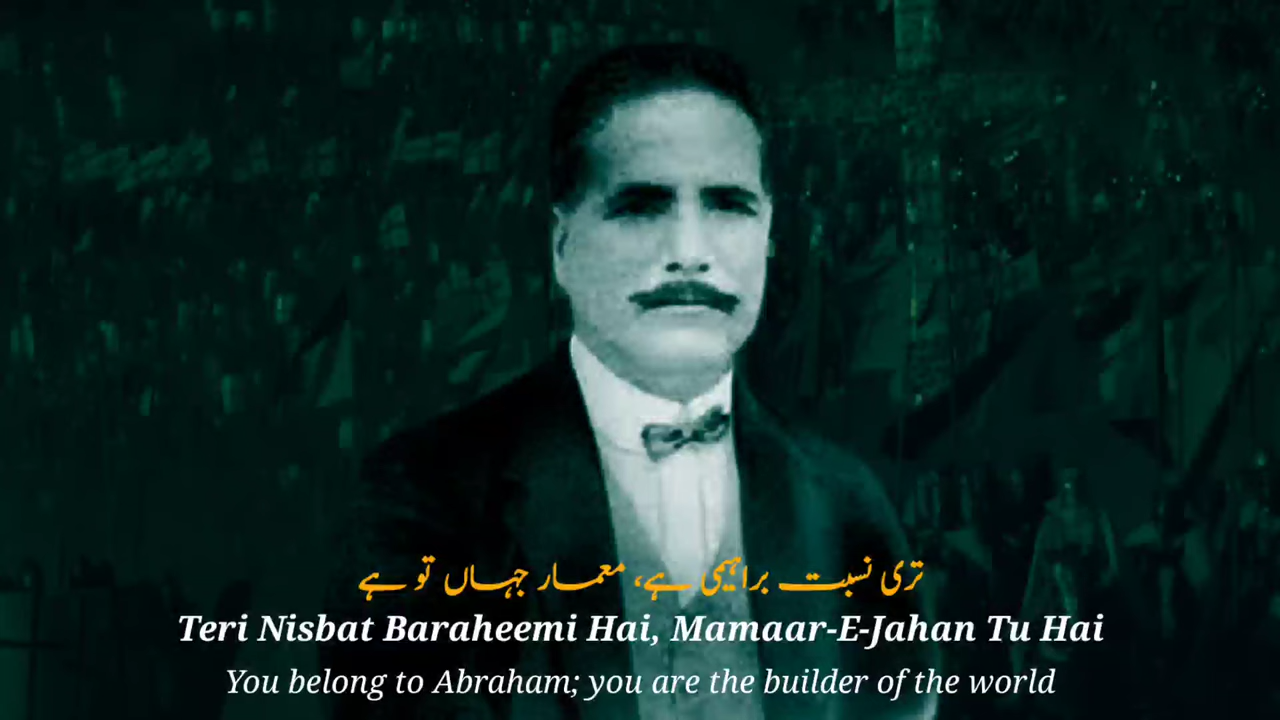 تری نسبت براہیمی ہے، معمار جہاں تو ہے
Teri Nisbat Baraheemi Hai, Mamaar-E-Jahan Tu Hai
You belong to Abraham; you are the builder of the world